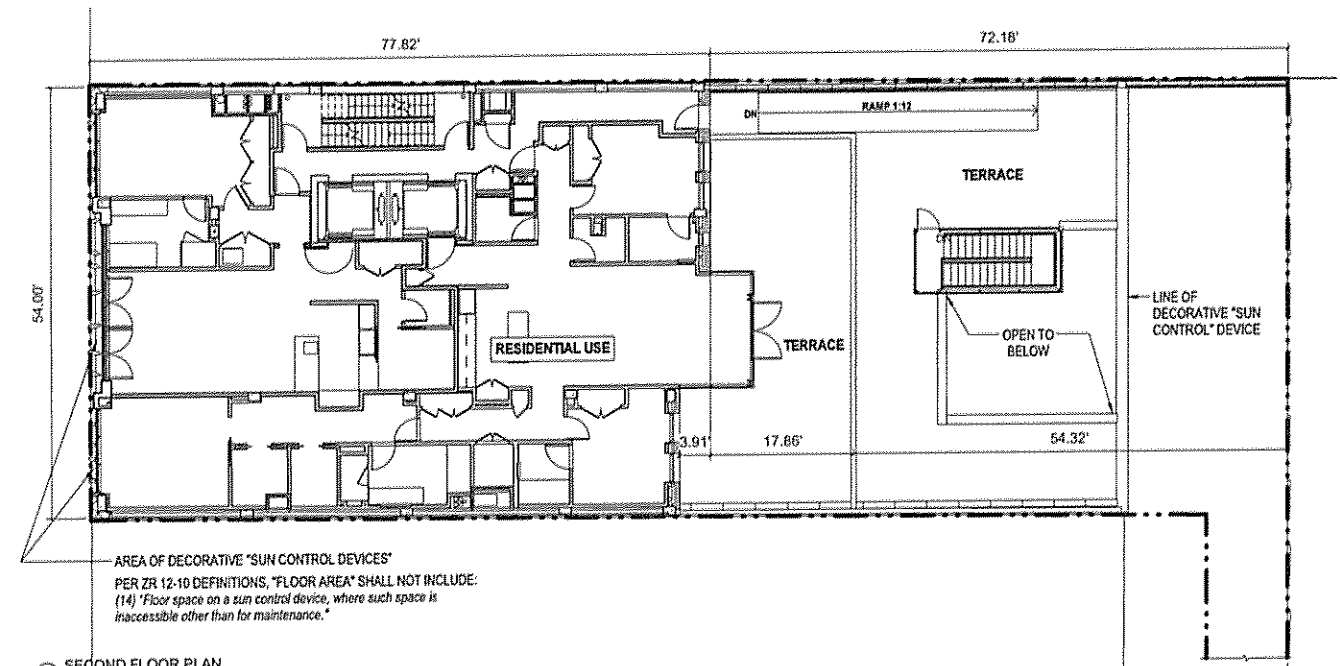 77.82'
72.18'
DN
RAMP 1:12
TERRACE
54.00'
LINE OF
DECORATIVE "SUN
CONTROL" DEVICE
OPEN TO
BELOW
RESIDENTIAL USE
TERRACE
3.91'
17.86'
54.32'
AREA OF DECORATIVE "SUN CONTROL DEVICES"
PER ZR 12-10 DEFINITIONS, "FLOOR AREA" SHALL NOT INCLUDE:
(14) "Floor space on a sun control device, where such space is
inaccessible other than for maintenance."
SECOND FLOOR PLAN